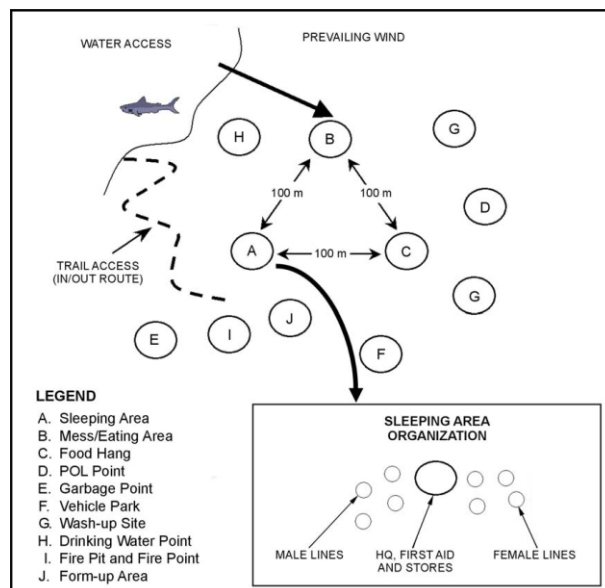 WATER ACCESS
PREVAILING WIND
H
B
G
100 m
100 m
D
A
100 m
C
TRAIL ACCESS
(IN/OUT ROUTE)
G
J
E
I
F
LEGEND
A. Sleeping Area
B. Mess/Eating Area
C. Food Hang
D. POL Point
E. Garbage Point
F. Vehicle Park
G. Wash-up Site
H. Drinking Water Point
I. Fire Pit and Fire Point
J. Form-up Area
SLEEPING AREA
ORGANIZATION
MALE LINES
HQ, FIRST AID
AND STORES
FEMALE LINES